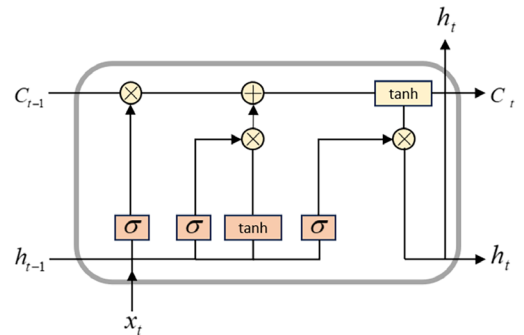 h_t
C_{t-1} × + tanh C_t
× ×
σ σ tanh σ
h_{t-1} h_t
x_t